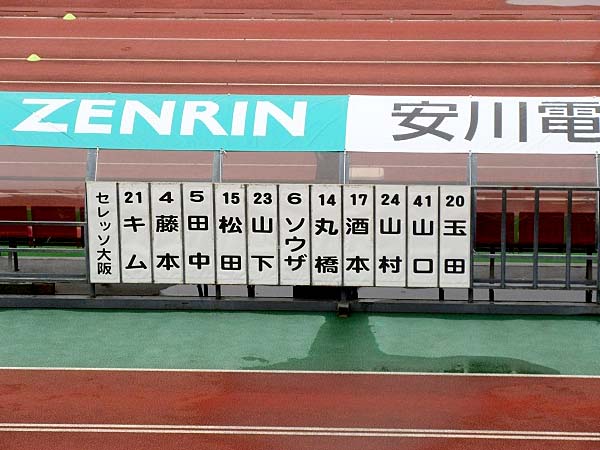 ZENRIN
安川電
セレッソ大阪
21 キム
4 藤本
5 田中
15 松田
23 山下
6 ソウザ
14 丸橋
17 酒本
24 山村
41 山口
20 玉田